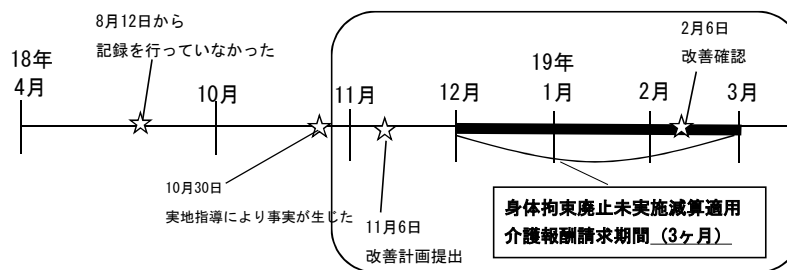 8月12日から
記録を行っていなかった
2月6日
改善確認
18年
4月
10月
11月
12月
19年
1月
2月
3月
10月30日
実地指導により事実が生じた
11月6日
改善計画提出
身体拘束廃止未実施減算適用
介護報酬請求期間（3ヶ月）